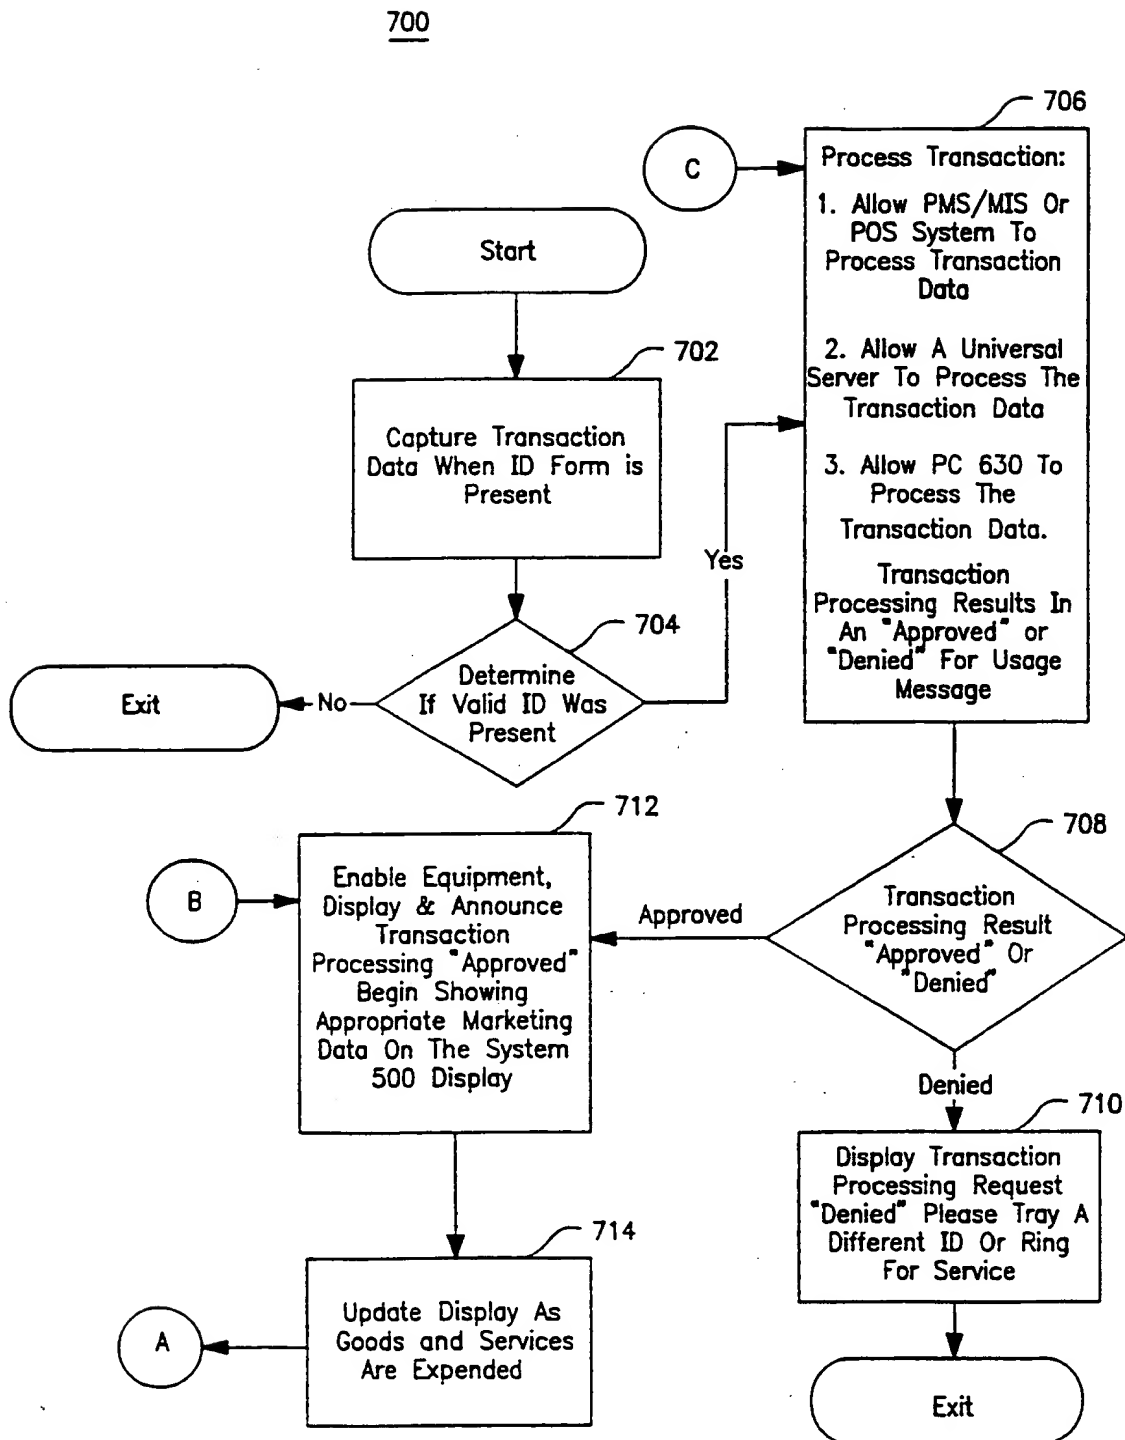 700
706
C
Process Transaction:
1. Allow PMS/MIS Or
POS System To
Process Transaction
Data
2. Allow A Universal
Server To Process The
Transaction Data
3. Allow PC 630 To
Process The
Transaction Data.
Transaction
Processing Results In
An "Approved" or
"Denied" For Usage
Message
Start
702
Capture Transaction
Data When ID Form is
Present
Yes
704
Determine
If Valid ID Was
Present
No
Exit
708
Transaction
Processing Result
"Approved" Or
"Denied"
Approved
712
B
Enable Equipment,
Display & Announce
Transaction
Processing "Approved"
Begin Showing
Appropriate Marketing
Data On The System
500 Display
Denied
710
Display Transaction
Processing Request
"Denied" Please Tray A
Different ID Or Ring
For Service
714
Update Display As
Goods and Services
Are Expended
A
Exit